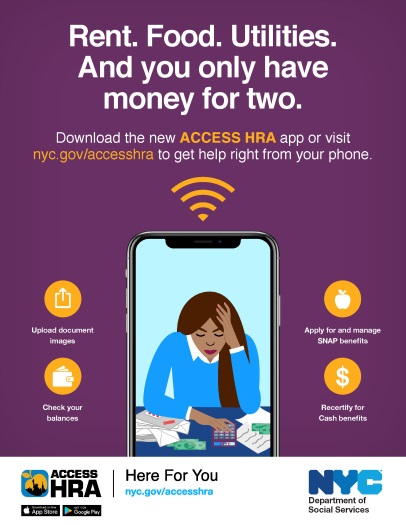 Rent. Food. Utilities.
And you only have
money for two.
Download the new ACCESS HRA app or visit
nyc.gov/accesshra to get help right from your phone.
Upload document
images
Apply for and manage
SNAP benefits
Check your
balances
$
Recertify for
Cash benefits
ACCESS
HRA
Download on the
App Store
GET IT ON
Google Play
Here For You
nyc.gov/accesshra
NYC
Department of
Social Services